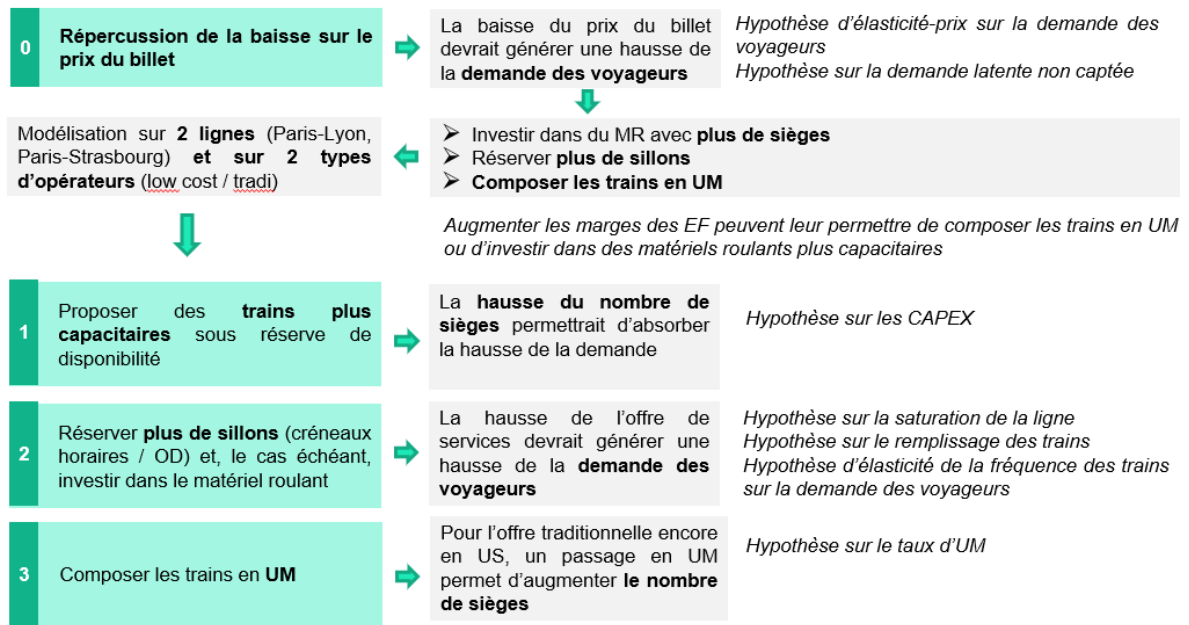 0
Répercussion de la baisse sur le
prix du billet
La baisse du prix du billet
devrait générer une hausse de
la demande des voyageurs
Hypothèse d'élasticité-prix sur la demande des
voyageurs
Hypothèse sur la demande latente non captée
Modélisation sur 2 lignes (Paris-Lyon,
Paris-Strasbourg) et sur 2 types
d'opérateurs (low cost / tradi)
Investir dans du MR avec plus de sièges
Réserver plus de sillons
Composer les trains en UM
Augmenter les marges des EF peuvent leur permettre de composer les trains en UM
ou d'investir dans des matériels roulants plus capacitaires
1
Proposer des trains plus
capacitaires sous réserve de
disponibilité
La hausse du nombre de
sièges permettrait d'absorber
la hausse de la demande
Hypothèse sur les CAPEX
2
Réserver plus de sillons (créneaux
horaires / OD) et, le cas échéant,
investir dans le matériel roulant
La hausse de l'offre de
services devrait générer une
hausse de la demande des
voyageurs
Hypothèse sur la saturation de la ligne
Hypothèse sur le remplissage des trains
Hypothèse d'élasticité de la fréquence des trains
sur la demande des voyageurs
3
Composer les trains en UM
Pour l'offre traditionnelle encore
en US, un passage en UM
permet d'augmenter le nombre
de sièges
Hypothèse sur le taux d'UM